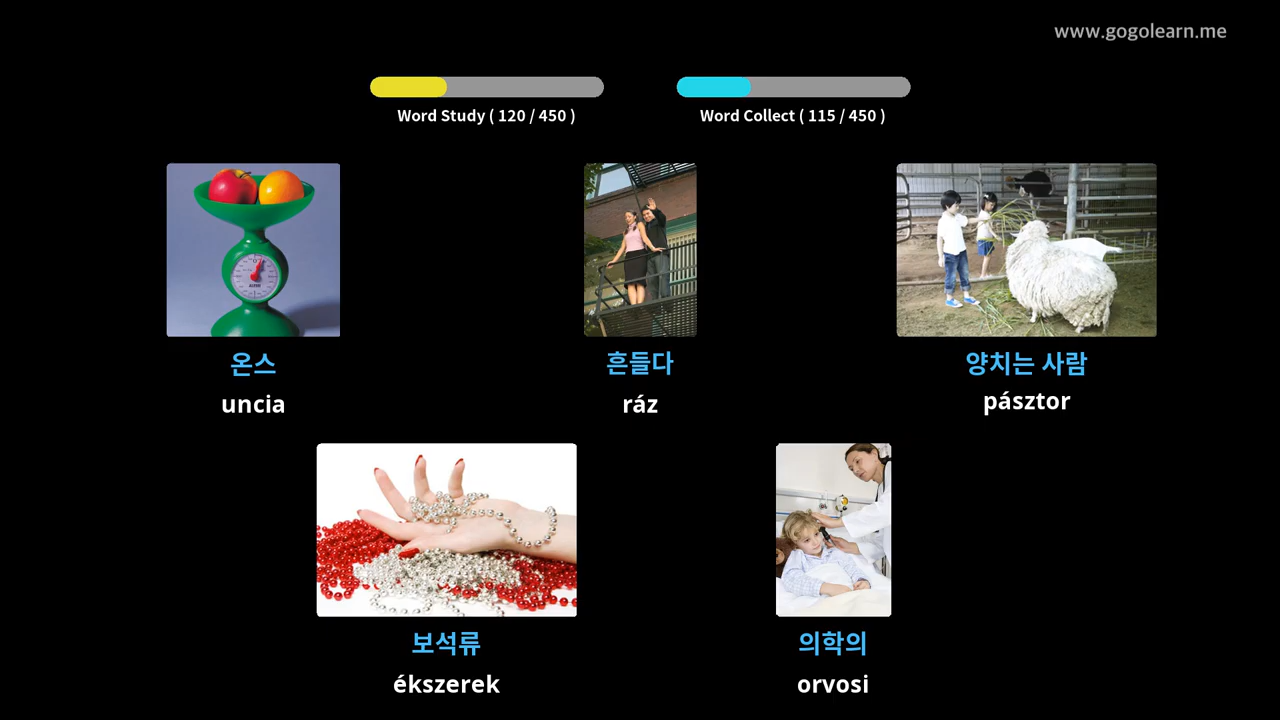 www.gogolearn.me
Word Study ( 120 / 450 )
Word Collect ( 115 / 450 )
온스
흔들다
양치는 사람
uncia
ráz
pásztor
보석류
의학의
ékszerek
orvosi